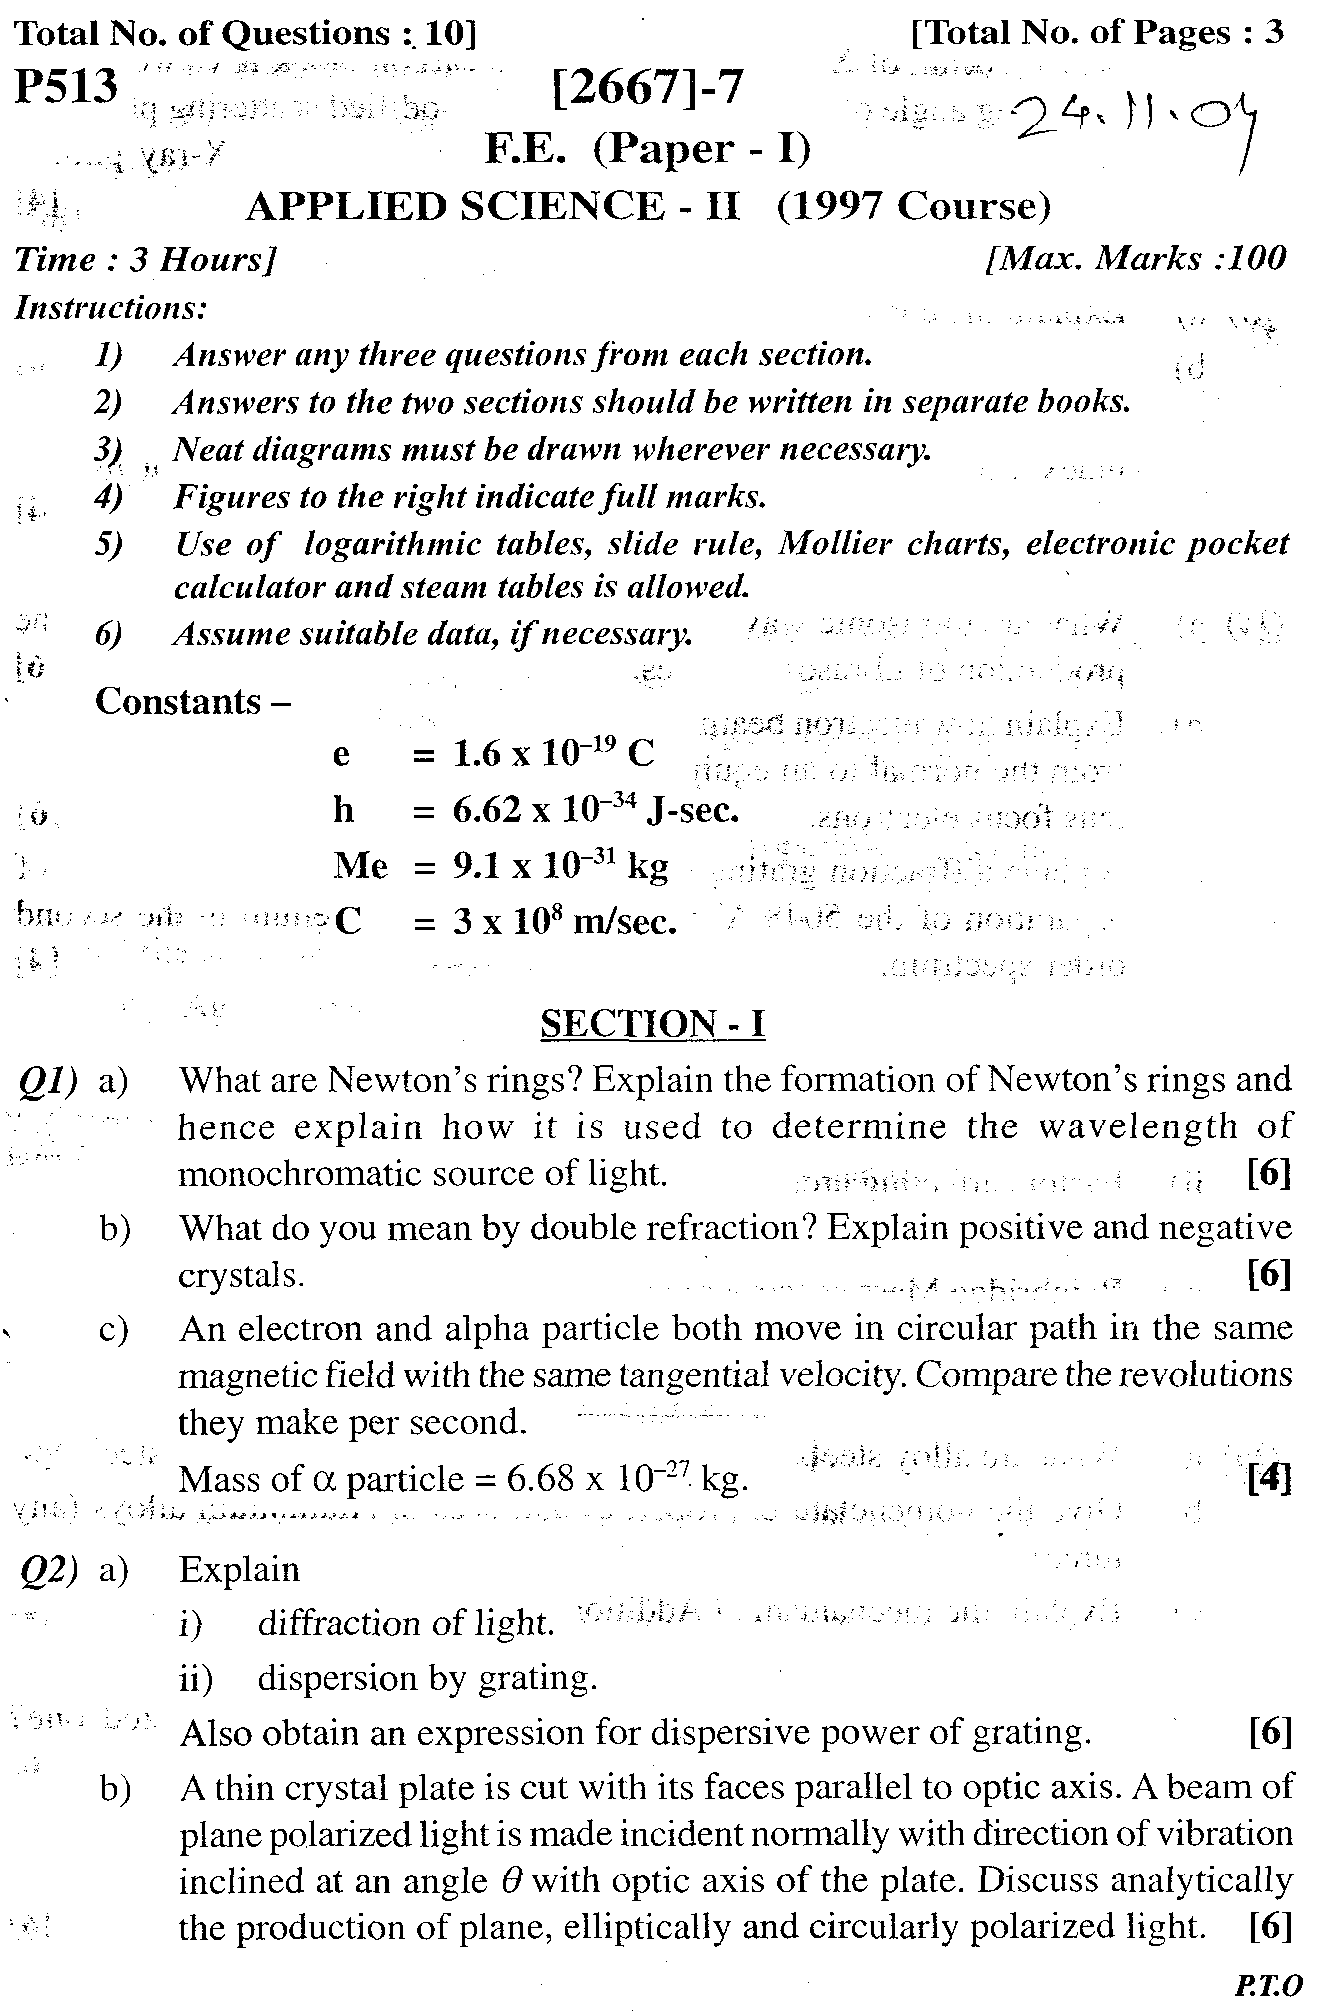 Total No. of Questions : 10] [Total No. of Pages : 3
P513 [2667]-7
24.11.04
F.E. (Paper - I)
APPLIED SCIENCE - II (1997 Course)
Time : 3 Hours] [Max. Marks :100
Instructions:
1) Answer any three questions from each section.
2) Answers to the two sections should be written in separate books.
3) Neat diagrams must be drawn wherever necessary.
4) Figures to the right indicate full marks.
5) Use of logarithmic tables, slide rule, Mollier charts, electronic pocket
calculator and steam tables is allowed.
6) Assume suitable data, if necessary.
Constants –
e = 1.6 x 10⁻¹⁹ C
h = 6.62 x 10⁻³⁴ J-sec.
Me = 9.1 x 10⁻³¹ kg
C = 3 x 10⁸ m/sec.
SECTION - I
Q1) a) What are Newton's rings? Explain the formation of Newton's rings and
hence explain how it is used to determine the wavelength of
monochromatic source of light. [6]
b) What do you mean by double refraction? Explain positive and negative
crystals. [6]
c) An electron and alpha particle both move in circular path in the same
magnetic field with the same tangential velocity. Compare the revolutions
they make per second.
Mass of α particle = 6.68 x 10⁻²⁷ kg. [4]
Q2) a) Explain
i) diffraction of light.
ii) dispersion by grating.
Also obtain an expression for dispersive power of grating. [6]
b) A thin crystal plate is cut with its faces parallel to optic axis. A beam of
plane polarized light is made incident normally with direction of vibration
inclined at an angle θ with optic axis of the plate. Discuss analytically
the production of plane, elliptically and circularly polarized light. [6]
P.T.O